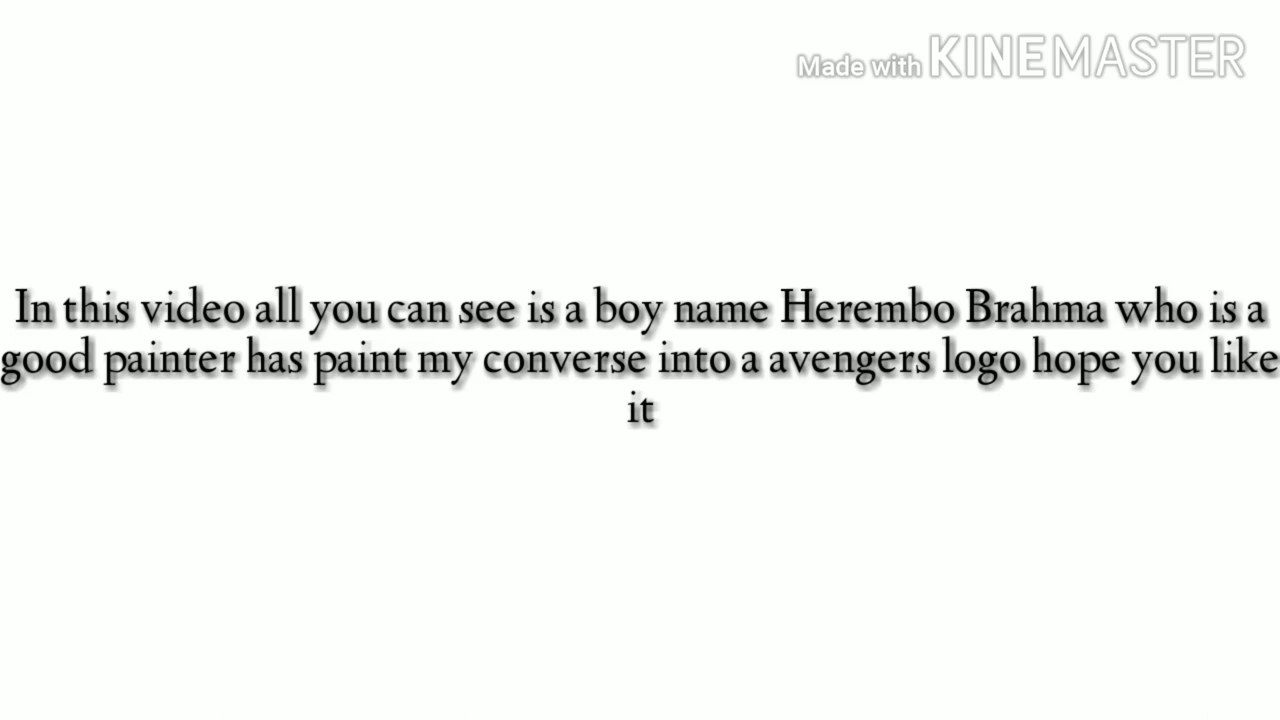 Made with KINEMASTER
In this video all you can see is a boy name Herembo Brahma who is a
good painter has paint my converse into a avengers logo hope you like
it